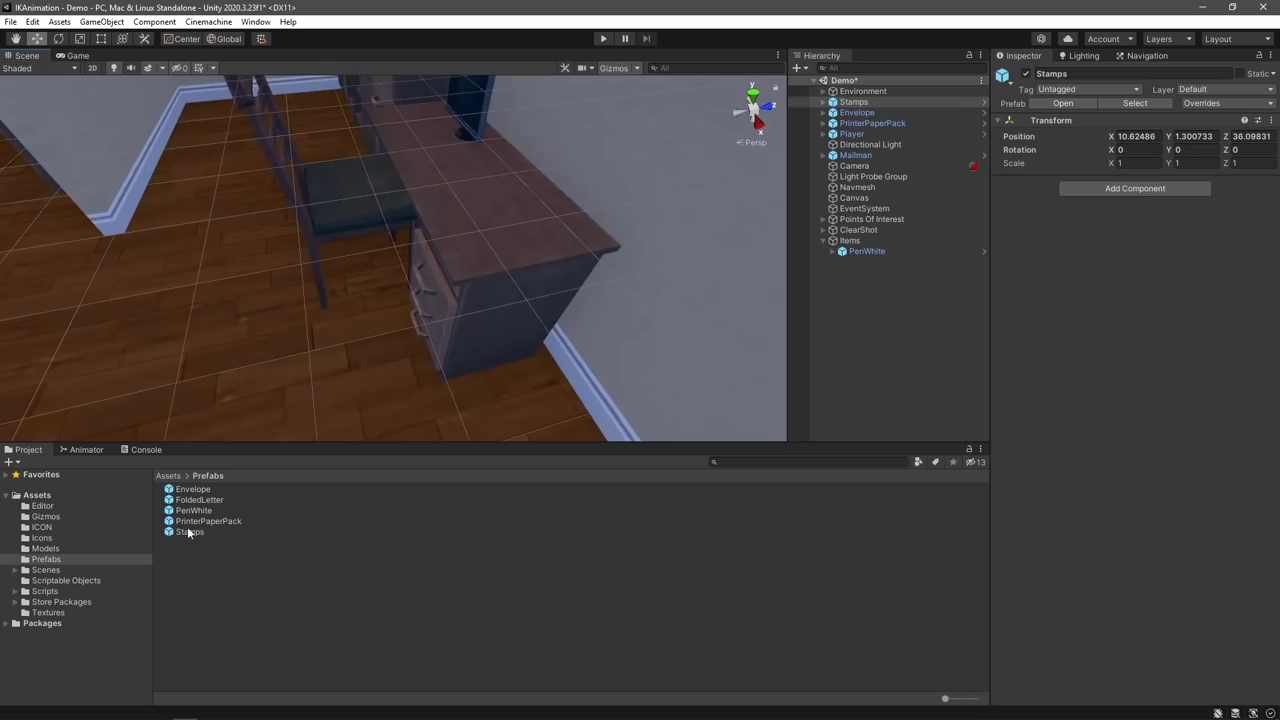 IKAnimation - Demo - PC, Mac & Linux Standalone - Unity 2020.3.23f1* <DX11>
File Edit Assets GameObject Component Cinemachine Window Help
Center Global Account Layers Layout
Scene Game
Shaded 2D 0 Gizmos All
y
z
x
Persp
Hierarchy
All
Demo*
Environment
Stamps
Envelope
PrinterPaperPack
Player
Directional Light
Mailman
Camera
Light Probe Group
Navmesh
Canvas
EventSystem
Points Of Interest
ClearShot
Items
PenWhite
Inspector Lighting Navigation
Stamps Static
Tag Untagged Layer Default
Prefab Open Select Overrides
Transform
Position X 10.62486 Y 1.300733 Z 36.09831
Rotation X 0 Y 0 Z 0
Scale X 1 Y 1 Z 1
Add Component
Project Animator Console
13
Favorites
Assets
Editor
Gizmos
ICON
Icons
Models
Prefabs
Scenes
Scriptable Objects
Scripts
Store Packages
Textures
Packages
Assets > Prefabs
Envelope
FoldedLetter
PenWhite
PrinterPaperPack
Stamps